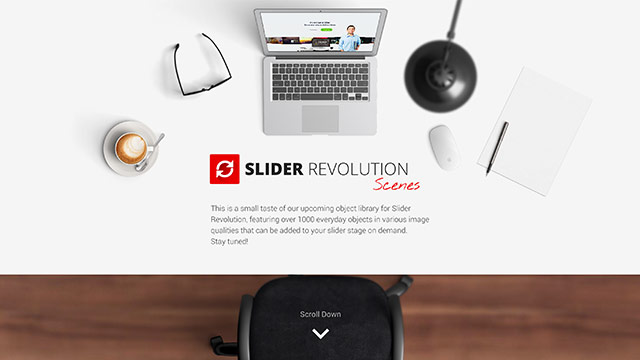 SLIDER REVOLUTION
Scenes
This is a small taste of our upcoming object library for Slider
Revolution, featuring over 1000 everyday objects in various image
qualities that can be added to your slider stage on demand.
Stay tuned!
Scroll Down